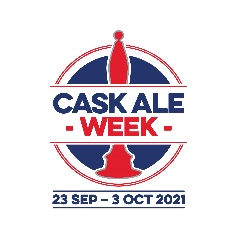 CASK ALE
- WEEK -
23 SEP – 3 OCT 2021